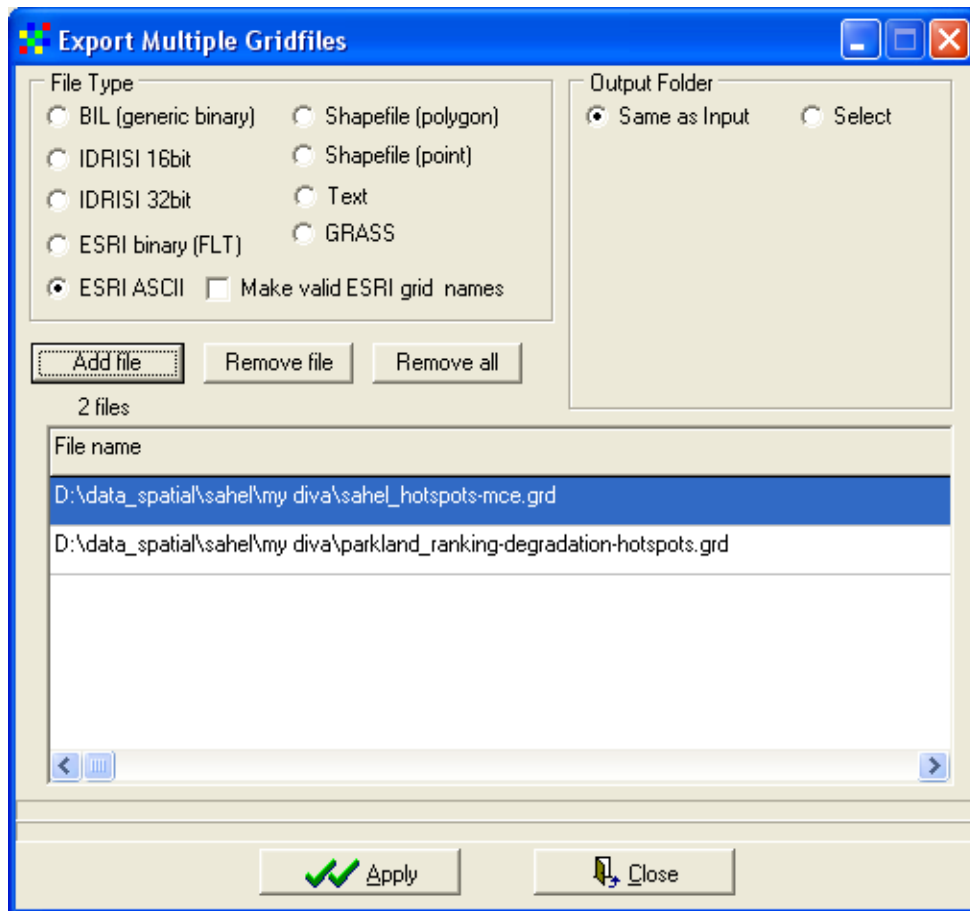 Export Multiple Gridfiles
File Type
BIL (generic binary)
IDRISI 16bit
IDRISI 32bit
ESRI binary (FLT)
ESRI ASCII
Make valid ESRI grid names
Shapefile (polygon)
Shapefile (point)
Text
GRASS
Output Folder
Same as Input
Select
Add file
Remove file
Remove all
2 files
File name
D:\data_spatial\sahel\my diva\sahel_hotspots-mce.grd
D:\data_spatial\sahel\my diva\parkland_ranking-degradation-hotspots.grd
Apply
Close